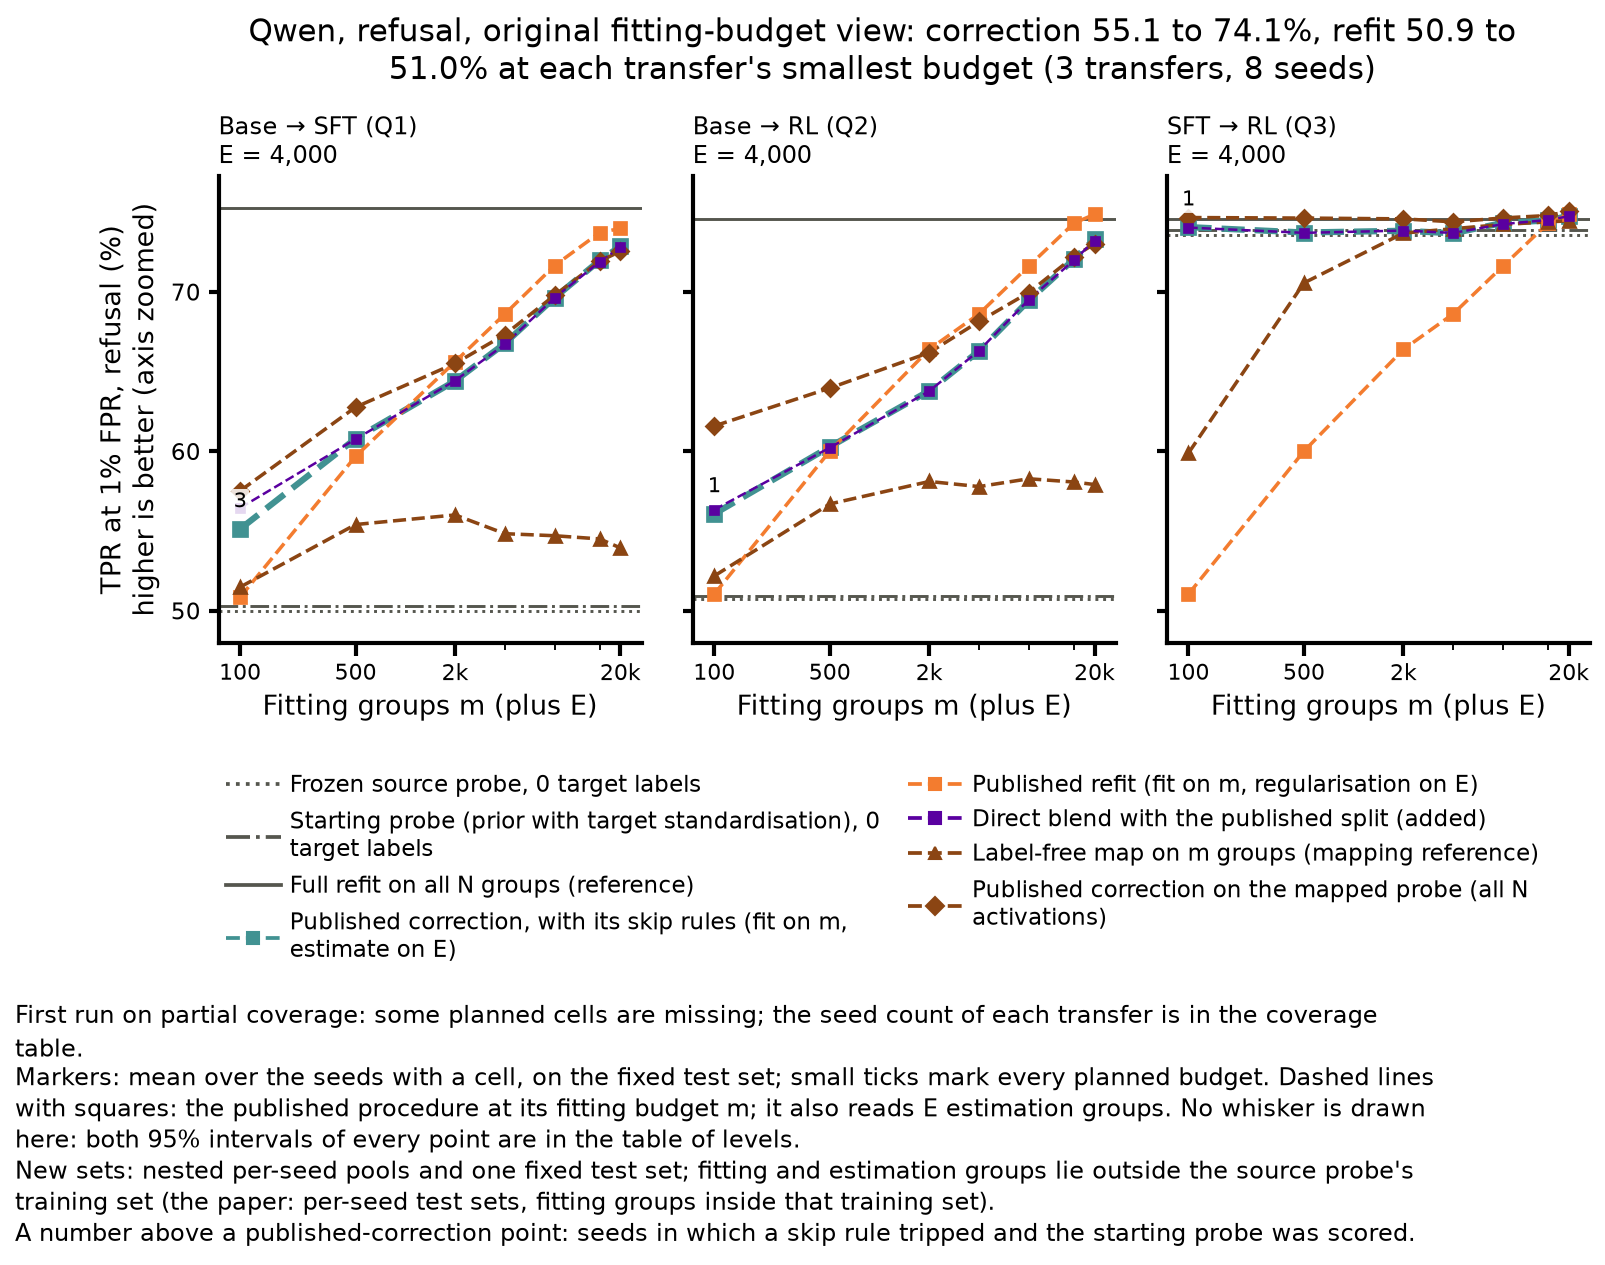 Qwen, refusal, original fitting-budget view: correction 55.1 to 74.1%, refit 50.9 to
51.0% at each transfer's smallest budget (3 transfers, 8 seeds)
Base → SFT (Q1)
E = 4,000
Base → RL (Q2)
E = 4,000
SFT → RL (Q3)
E = 4,000
TPR at 1% FPR, refusal (%)
higher is better (axis zoomed)
70
60
50
3
1
1
100 500 2k 20k
100 500 2k 20k
100 500 2k 20k
Fitting groups m (plus E)
Fitting groups m (plus E)
Fitting groups m (plus E)
Frozen source probe, 0 target labels
Starting probe (prior with target standardisation), 0
target labels
Full refit on all N groups (reference)
Published correction, with its skip rules (fit on m,
estimate on E)
Published refit (fit on m, regularisation on E)
Direct blend with the published split (added)
Label-free map on m groups (mapping reference)
Published correction on the mapped probe (all N
activations)
First run on partial coverage: some planned cells are missing; the seed count of each transfer is in the coverage
table.
Markers: mean over the seeds with a cell, on the fixed test set; small ticks mark every planned budget. Dashed lines
with squares: the published procedure at its fitting budget m; it also reads E estimation groups. No whisker is drawn
here: both 95% intervals of every point are in the table of levels.
New sets: nested per-seed pools and one fixed test set; fitting and estimation groups lie outside the source probe's
training set (the paper: per-seed test sets, fitting groups inside that training set).
A number above a published-correction point: seeds in which a skip rule tripped and the starting probe was scored.